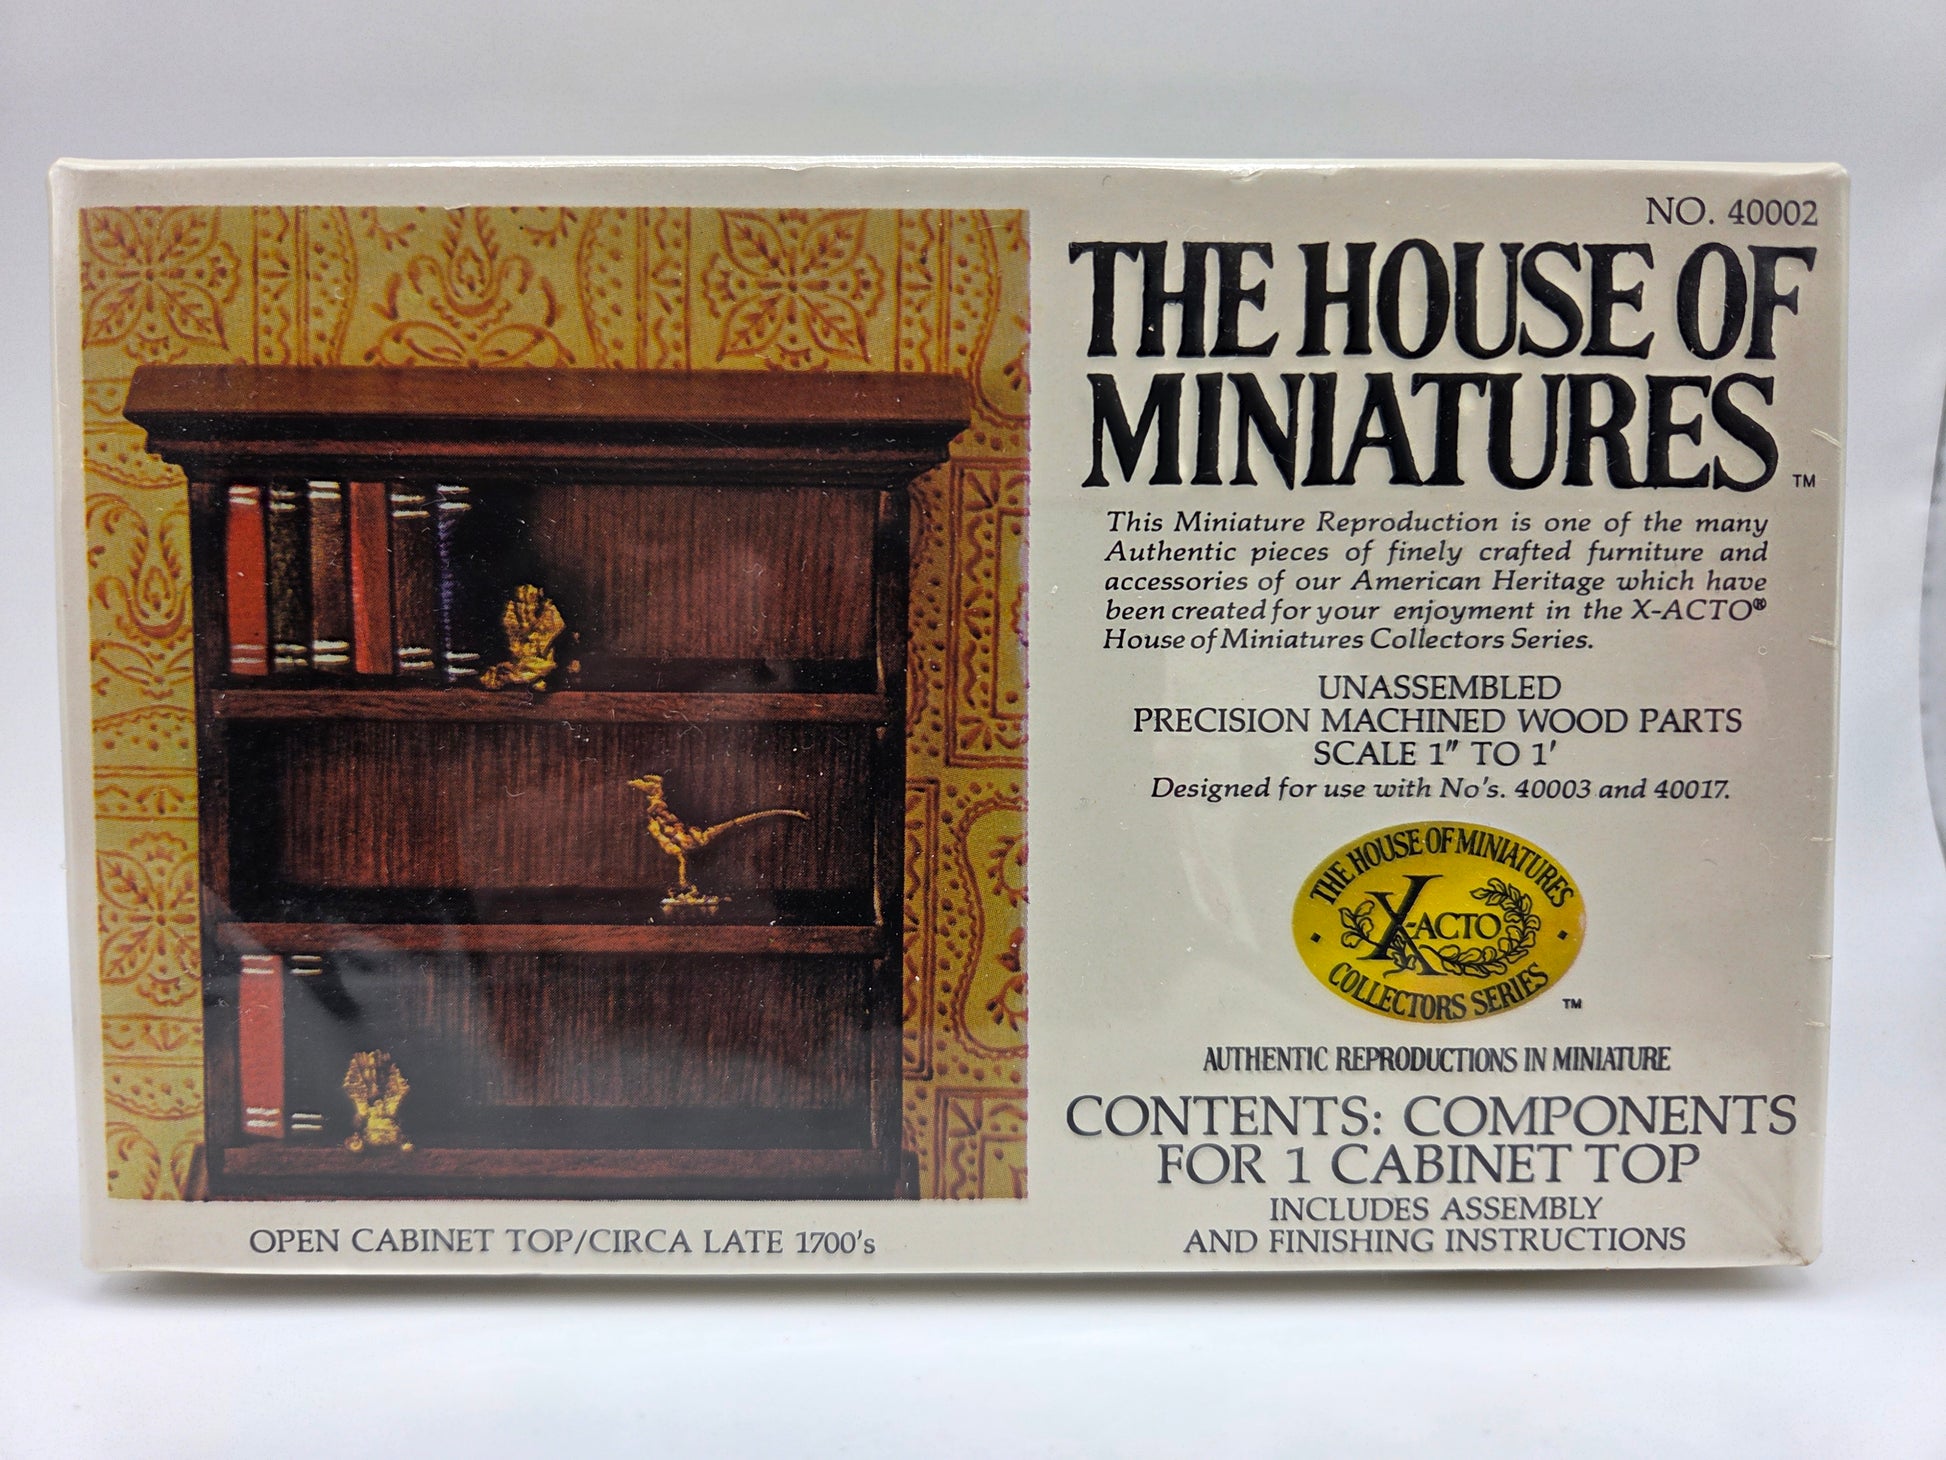 NO. 40002
THE HOUSE OF
MINIATURES™
This Miniature Reproduction is one of the many
Authentic pieces of finely crafted furniture and
accessories of our American Heritage which have
been created for your enjoyment in the X-ACTO®
House of Miniatures Collectors Series.
UNASSEMBLED
PRECISION MACHINED WOOD PARTS
SCALE 1" TO 1'
Designed for use with No's. 40003 and 40017.
THE HOUSE OF MINIATURES
X-ACTO
COLLECTORS SERIES
™
AUTHENTIC REPRODUCTIONS IN MINIATURE
CONTENTS: COMPONENTS
FOR 1 CABINET TOP
INCLUDES ASSEMBLY
AND FINISHING INSTRUCTIONS
OPEN CABINET TOP/CIRCA LATE 1700's